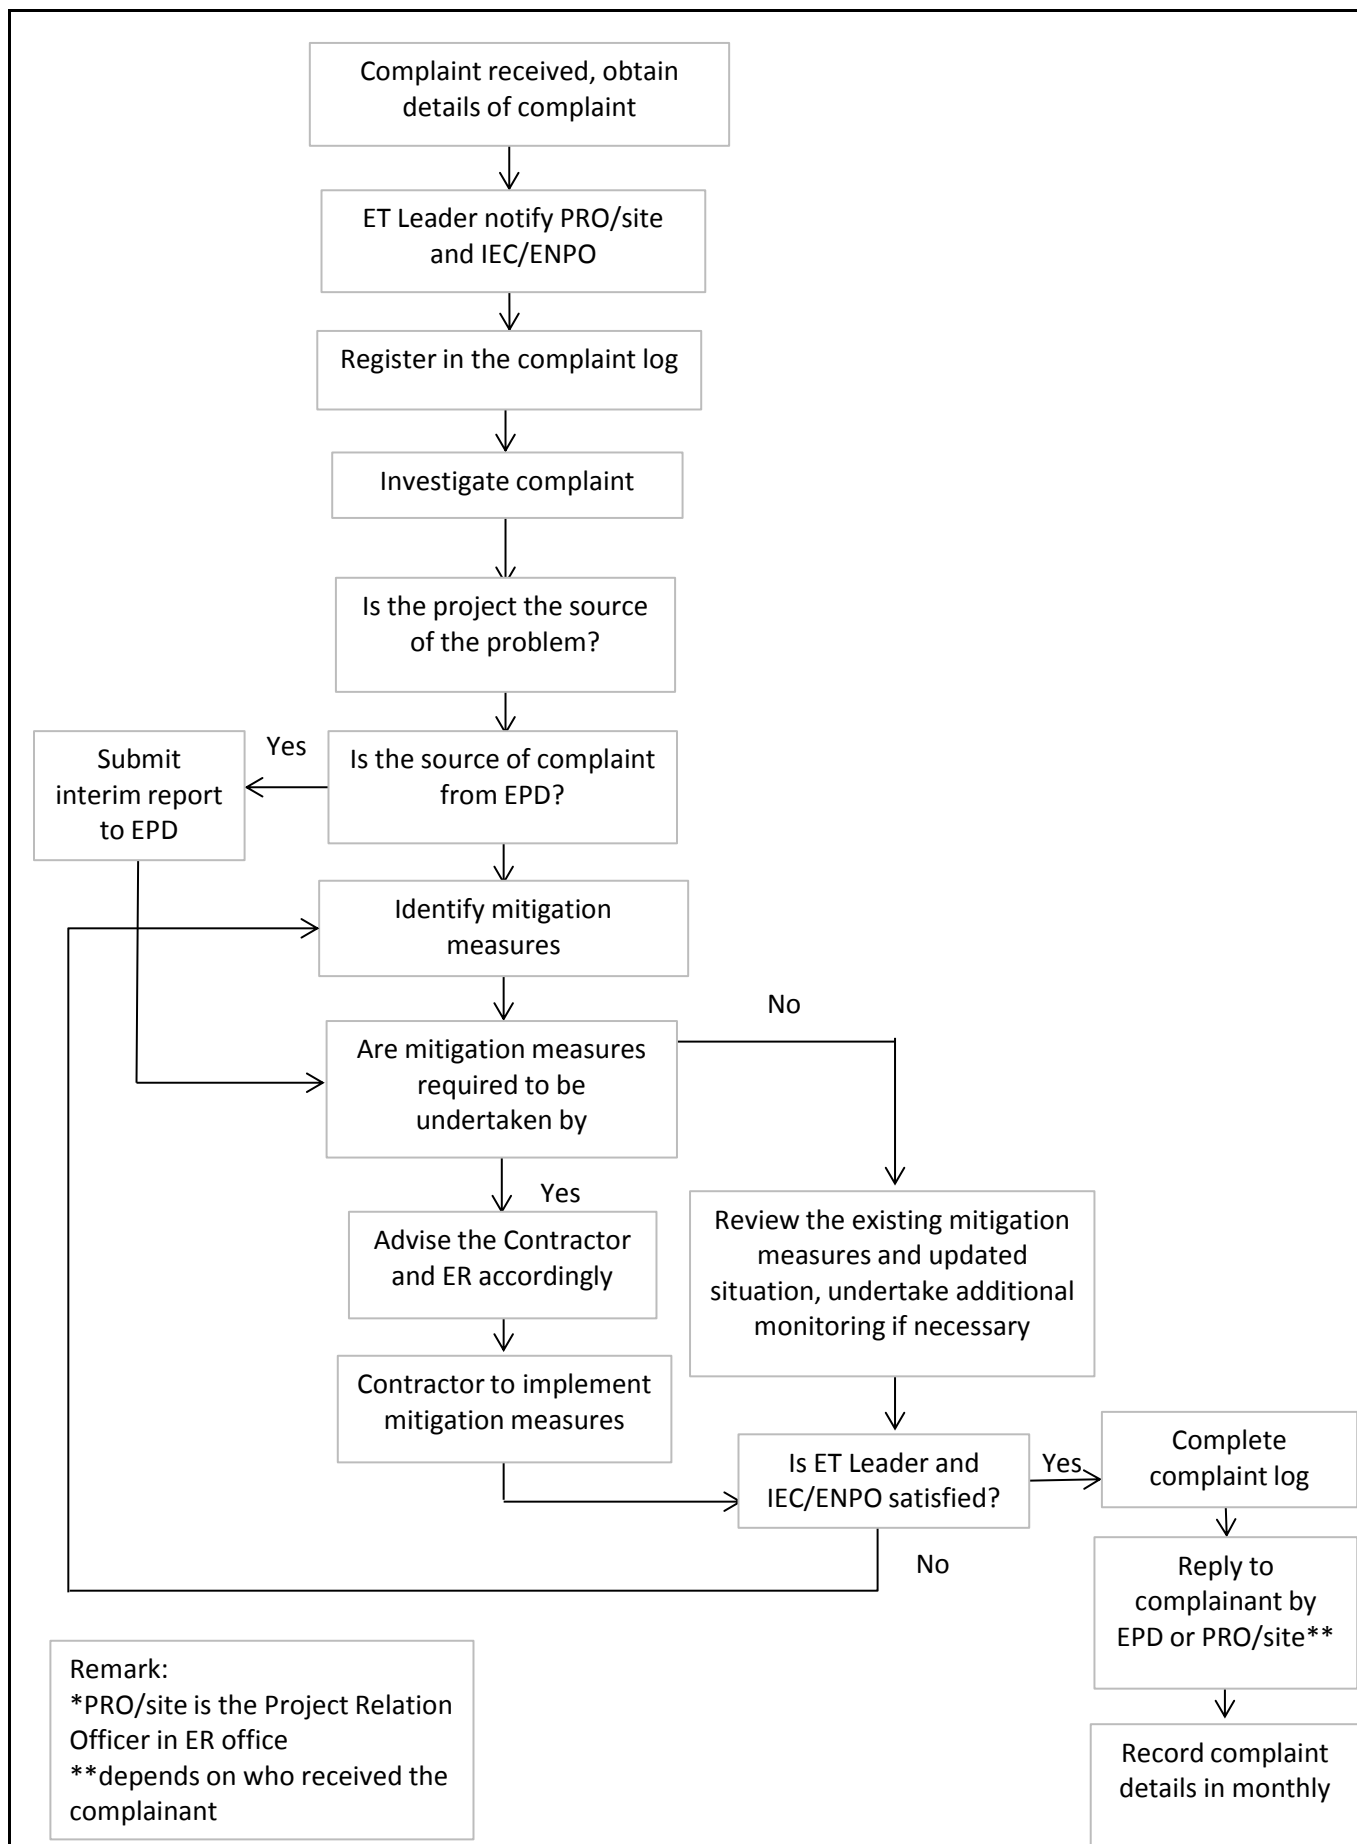 Complaint received, obtain
details of complaint
ET Leader notify PRO/site
and IEC/ENPO
Register in the complaint log
Investigate complaint
Is the project the source
of the problem?
Submit
interim report
to EPD
Yes
Is the source of complaint
from EPD?
Identify mitigation
measures
No
Are mitigation measures
required to be
undertaken by
Yes
Advise the Contractor
and ER accordingly
Review the existing mitigation
measures and updated
situation, undertake additional
monitoring if necessary
Contractor to implement
mitigation measures
Is ET Leader and
IEC/ENPO satisfied?
Yes
Complete
complaint log
No
Reply to
complainant by
EPD or PRO/site**
Remark:
*PRO/site is the Project Relation
Officer in ER office
**depends on who received the
complainant
Record complaint
details in monthly